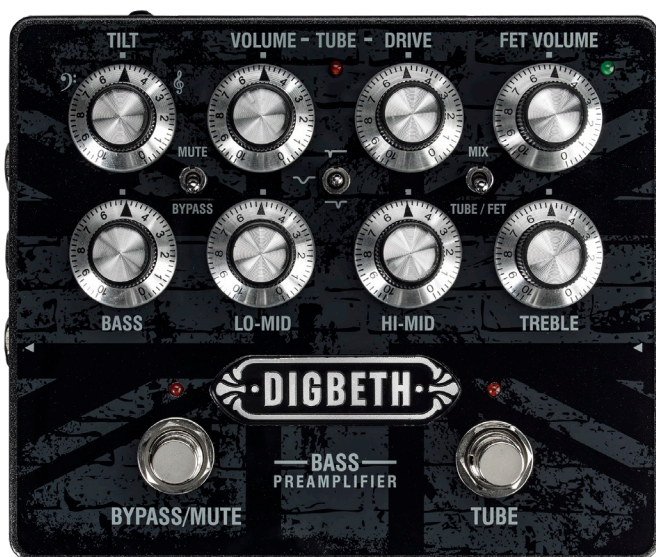 TILT VOLUME - TUBE - DRIVE FET VOLUME
MUTE MIX
BYPASS TUBE / FET
BASS LO-MID HI-MID TREBLE
DIGBETH
BASS
PREAMPLIFIER
BYPASS/MUTE TUBE